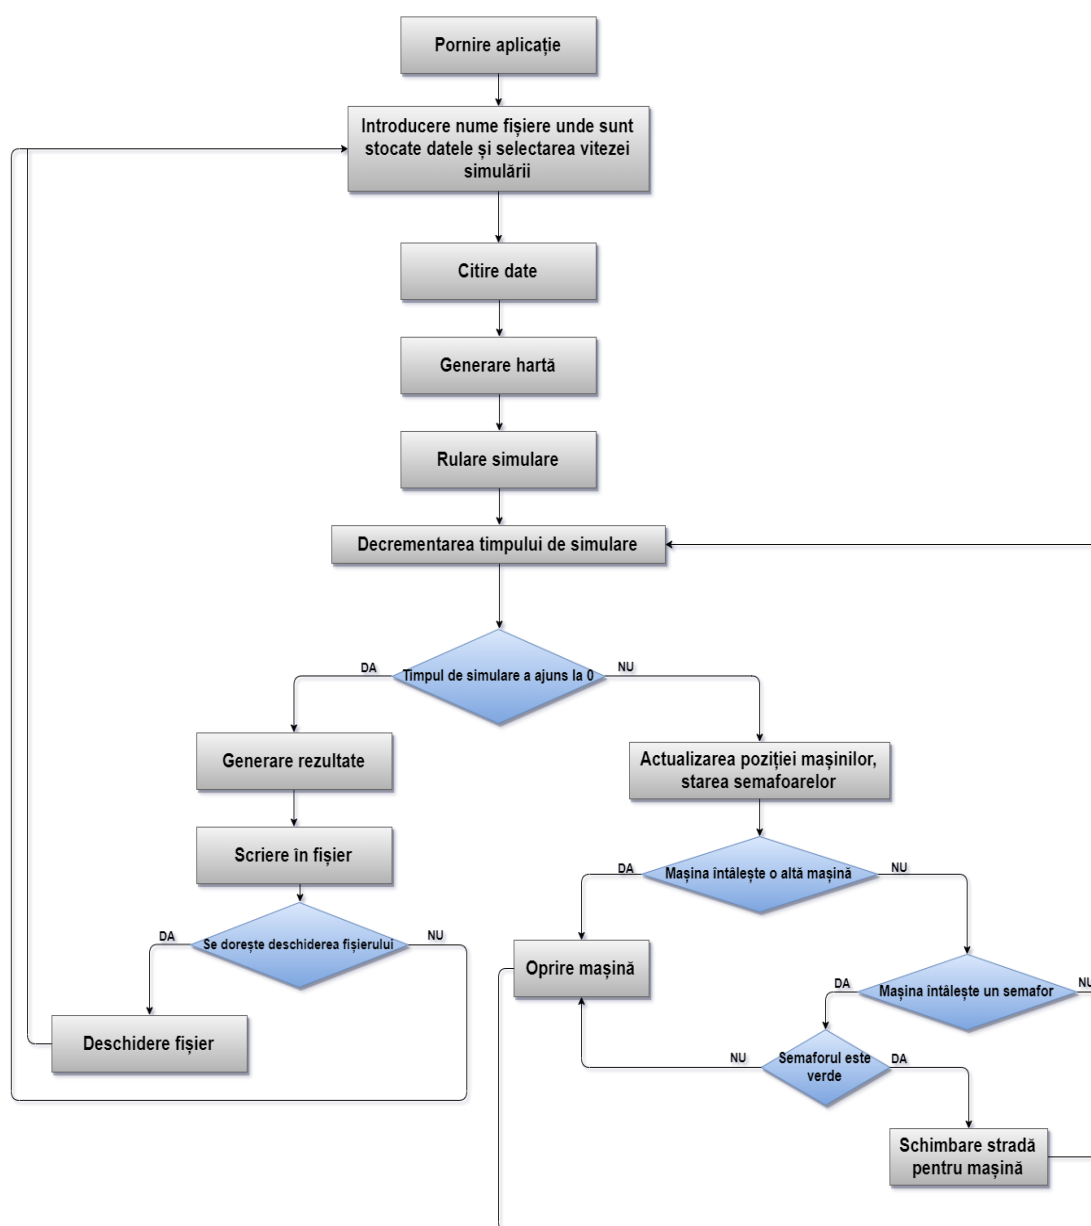 Pornire aplicație
Introducere nume fișiere unde sunt
stocate datele și selectarea vitezei
simulării
Citire date
Generare hartă
Rulare simulare
Decrementarea timpului de simulare
DA
Timpul de simulare a ajuns la 0
NU
Generare rezultate
Actualizarea poziției mașinilor,
starea semafoarelor
Scriere în fișier
DA
Mașina întâlește o altă mașină
NU
DA
Se dorește deschiderea fișierului
NU
Oprire mașină
DA
Mașina întâlește un semafor
NU
Deschidere fișier
NU
Semaforul este
verde
DA
Schimbare stradă
pentru mașină